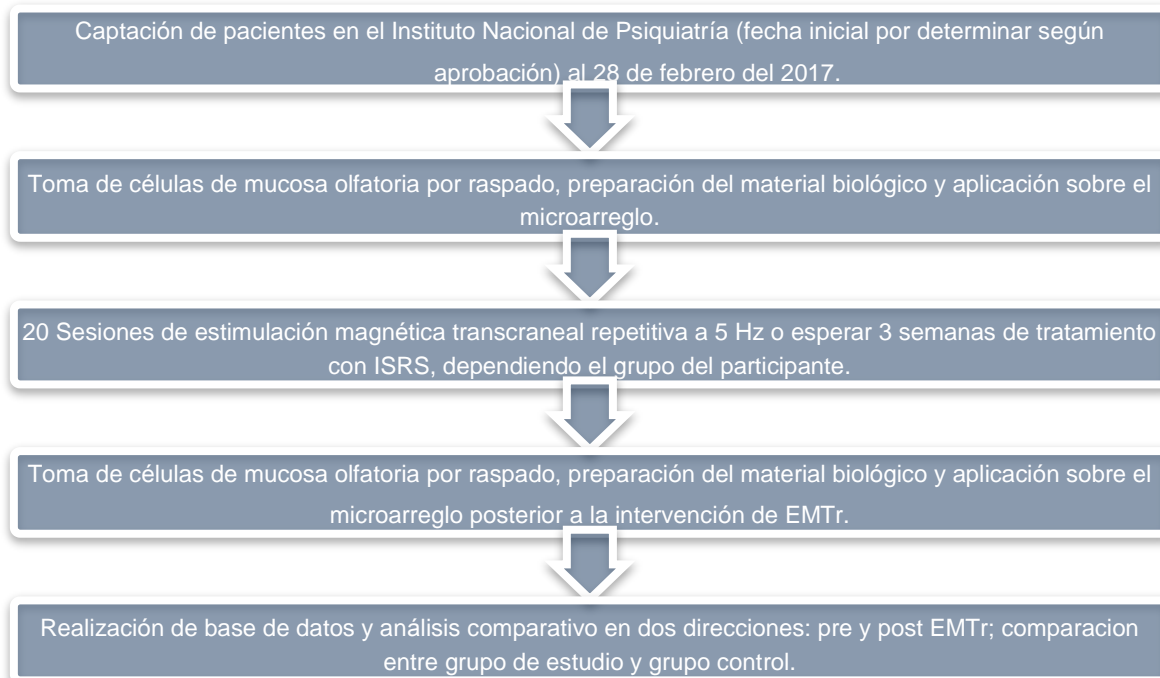 Captación de pacientes en el Instituto Nacional de Psiquiatría (fecha inicial por determinar según
aprobación) al 28 de febrero del 2017.
Toma de células de mucosa olfatoria por raspado, preparación del material biológico y aplicación sobre el
microarreglo.
20 Sesiones de estimulación magnética transcraneal repetitiva a 5 Hz o esperar 3 semanas de tratamiento
con ISRS, dependiendo el grupo del participante.
Toma de células de mucosa olfatoria por raspado, preparación del material biológico y aplicación sobre el
microarreglo posterior a la intervención de EMTr.
Realización de base de datos y análisis comparativo en dos direcciones: pre y post EMTr; comparacion
entre grupo de estudio y grupo control.